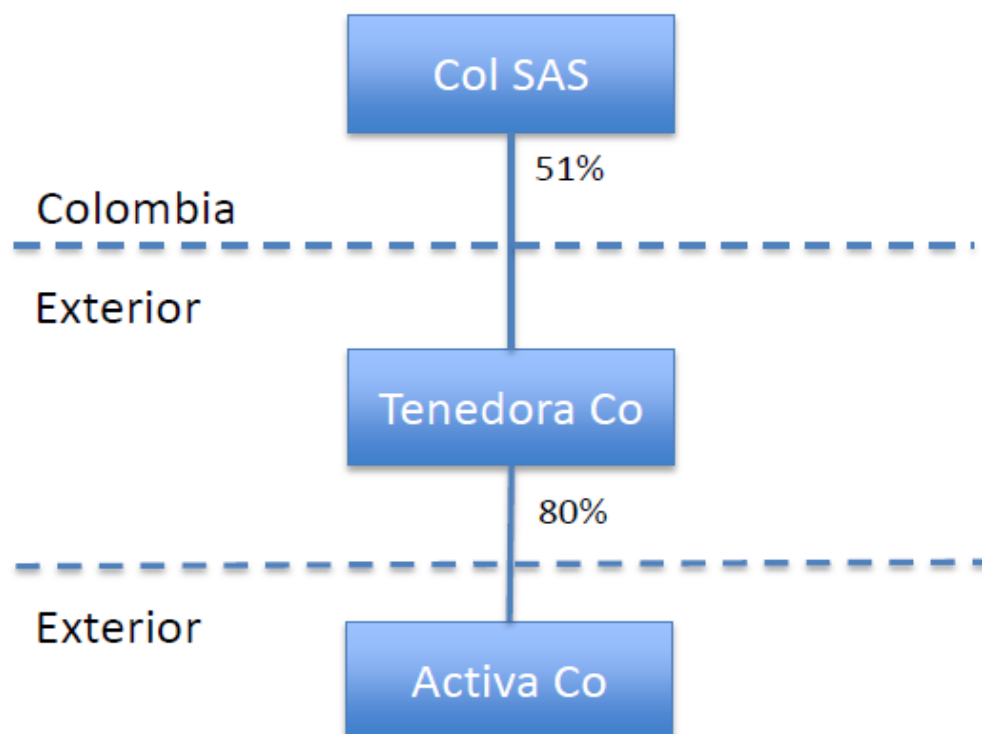 Col SAS
51%
Colombia
Exterior
Tenedora Co
80%
Exterior
Activa Co